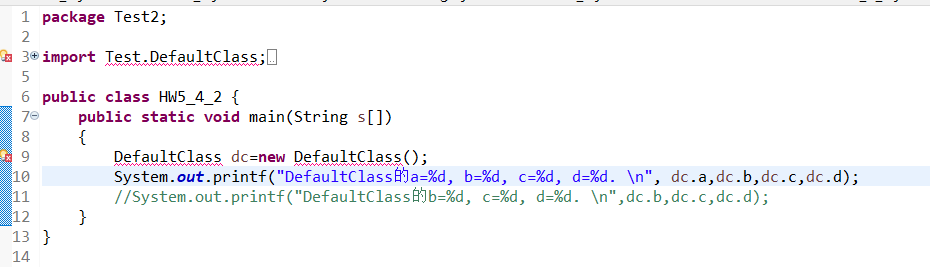 1 package Test2;
2
3 import Test.DefaultClass;
5
6 public class HW5_4_2 {
7 public static void main(String s[])
8 {
9 DefaultClass dc=new DefaultClass();
10 System.out.printf("DefaultClass的a=%d, b=%d, c=%d, d=%d. \n", dc.a,dc.b,dc.c,dc.d);
11 //System.out.printf("DefaultClass的b=%d, c=%d, d=%d. \n",dc.b,dc.c,dc.d);
12 }
13 }
14